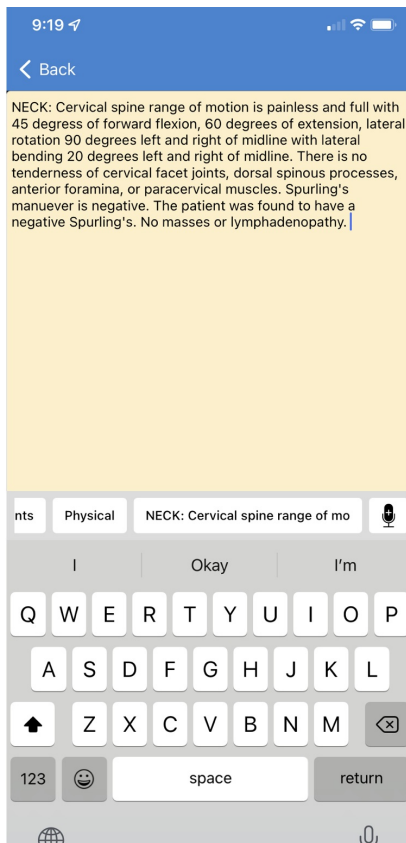 9:19
Back
NECK: Cervical spine range of motion is painless and full with
45 degress of forward flexion, 60 degrees of extension, lateral
rotation 90 degrees left and right of midline with lateral
bending 20 degrees left and right of midline. There is no
tenderness of cervical facet joints, dorsal spinous processes,
anterior foramina, or paracervical muscles. Spurling's
manuever is negative. The patient was found to have a
negative Spurling's. No masses or lymphadenopathy.
nts Physical NECK: Cervical spine range of mo
I Okay I'm
Q W E R T Y U I O P
A S D F G H J K L
Z X C V B N M
123 space return